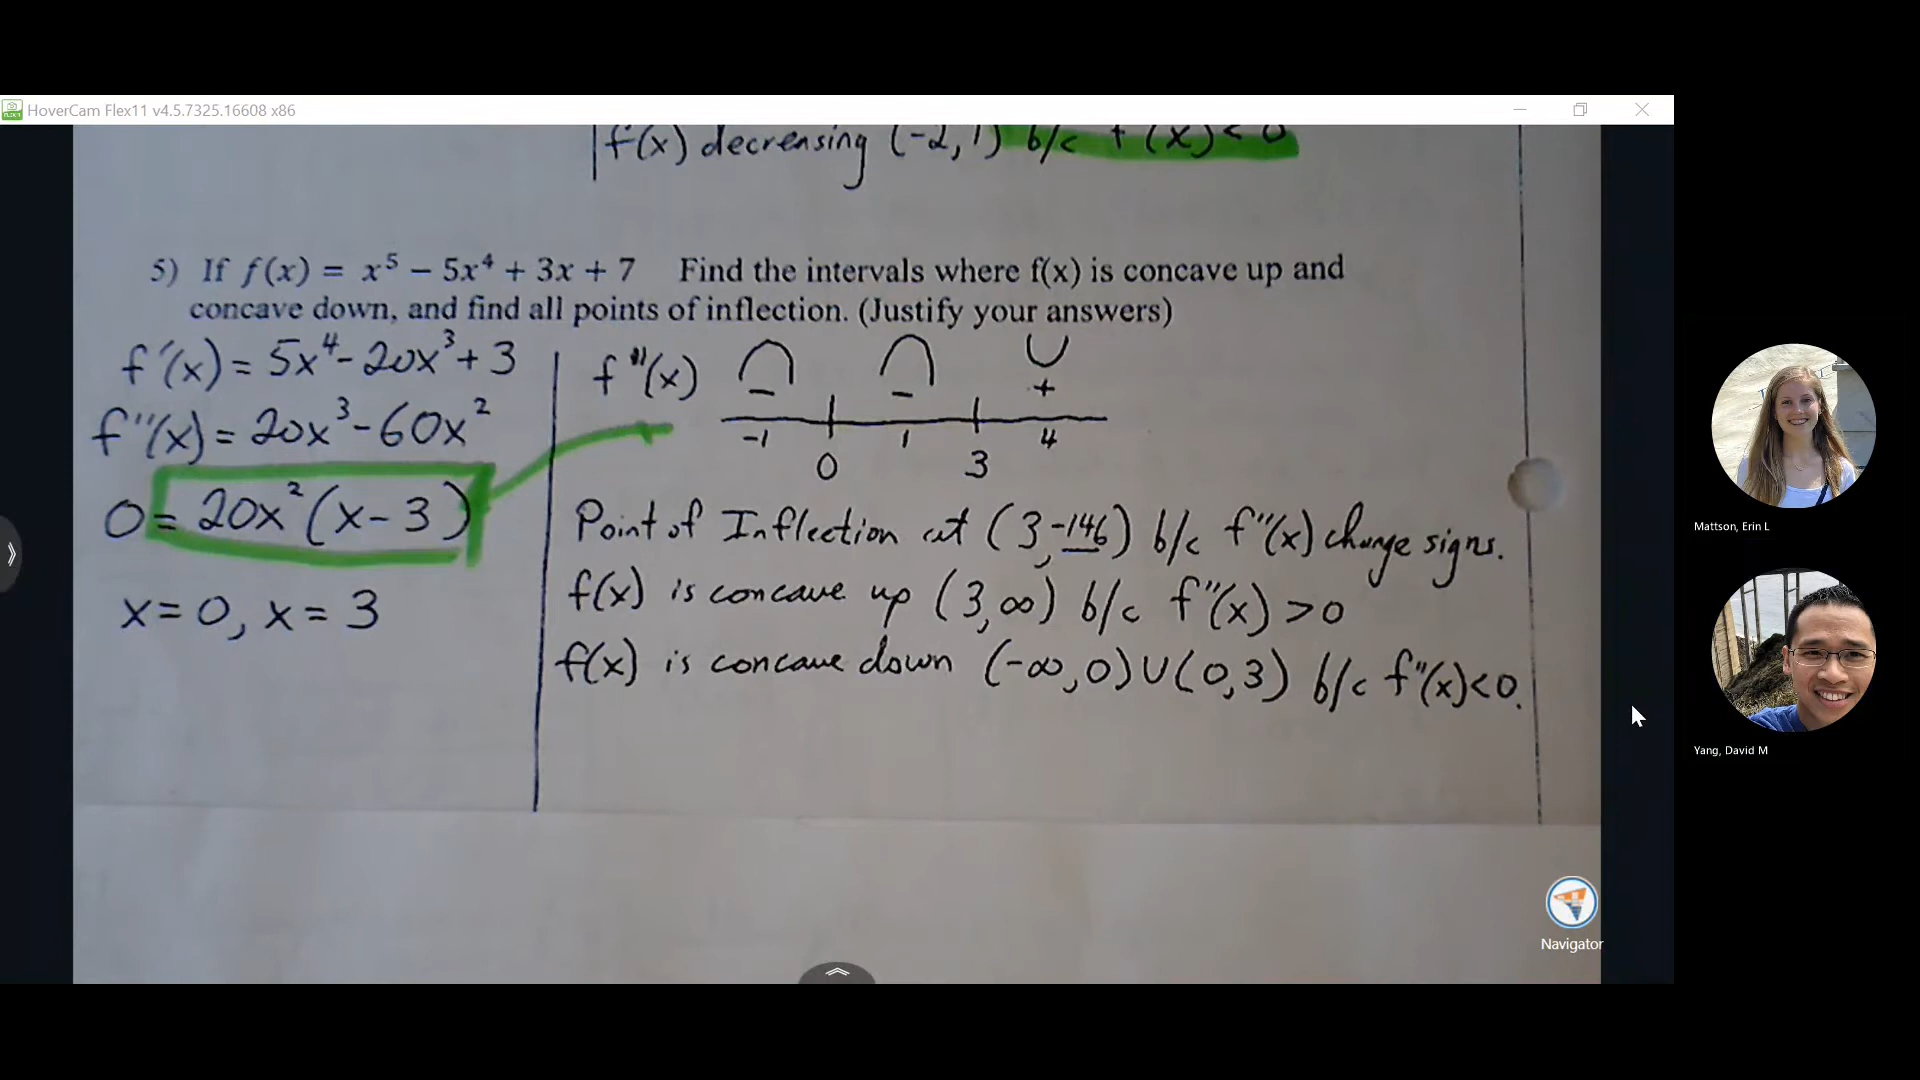 HoverCam Flex11 v4.5.7325.16608 x86
f(x) decreasing (-2, 1) b/c f'(x) < 0
5) If f(x) = x⁵ − 5x⁴ + 3x + 7 Find the intervals where f(x) is concave up and
concave down, and find all points of inflection. (Justify your answers)
f'(x) = 5x⁴ - 20x³ + 3
f''(x) = 20x³ - 60x²
0 = 20x² (x - 3)
x = 0, x = 3
f''(x)
- - +
-1 1 4
0 3
Point of Inflection at (3, -146) b/c f''(x) change signs.
f(x) is concave up (3, ∞) b/c f''(x) > 0
f(x) is concave down (-∞, 0) ∪ (0, 3) b/c f''(x) < 0.
Navigator
Mattson, Erin L
Yang, David M